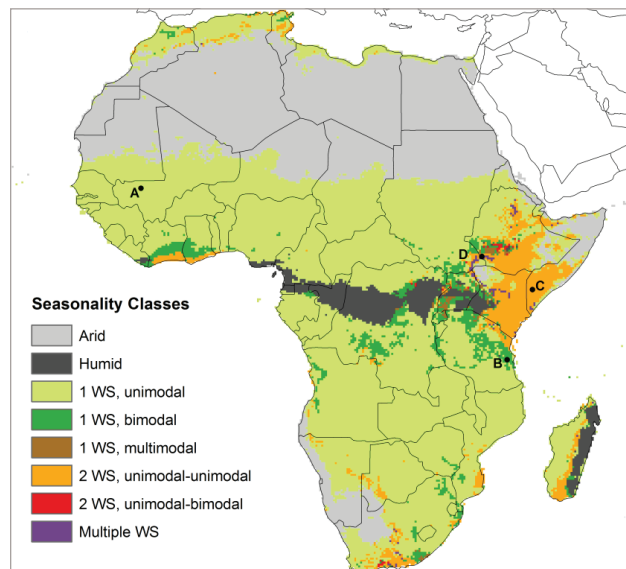 A
D
C
B
Seasonality Classes
Arid
Humid
1 WS, unimodal
1 WS, bimodal
1 WS, multimodal
2 WS, unimodal-unimodal
2 WS, unimodal-bimodal
Multiple WS